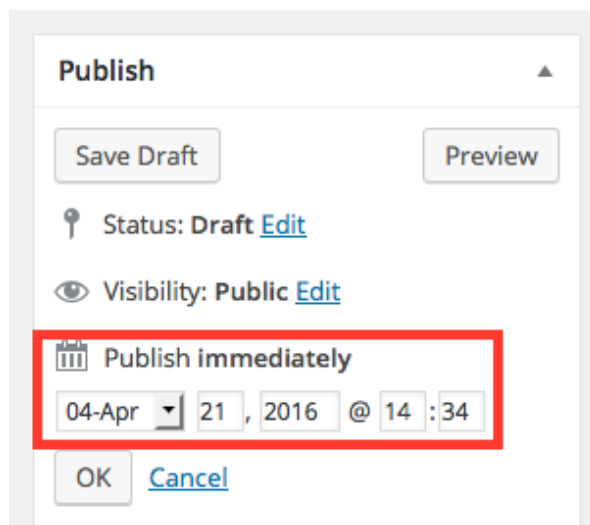 Publish
Save Draft Preview
Status: Draft Edit
Visibility: Public Edit
Publish immediately
04-Apr 21 , 2016 @ 14 : 34
OK Cancel